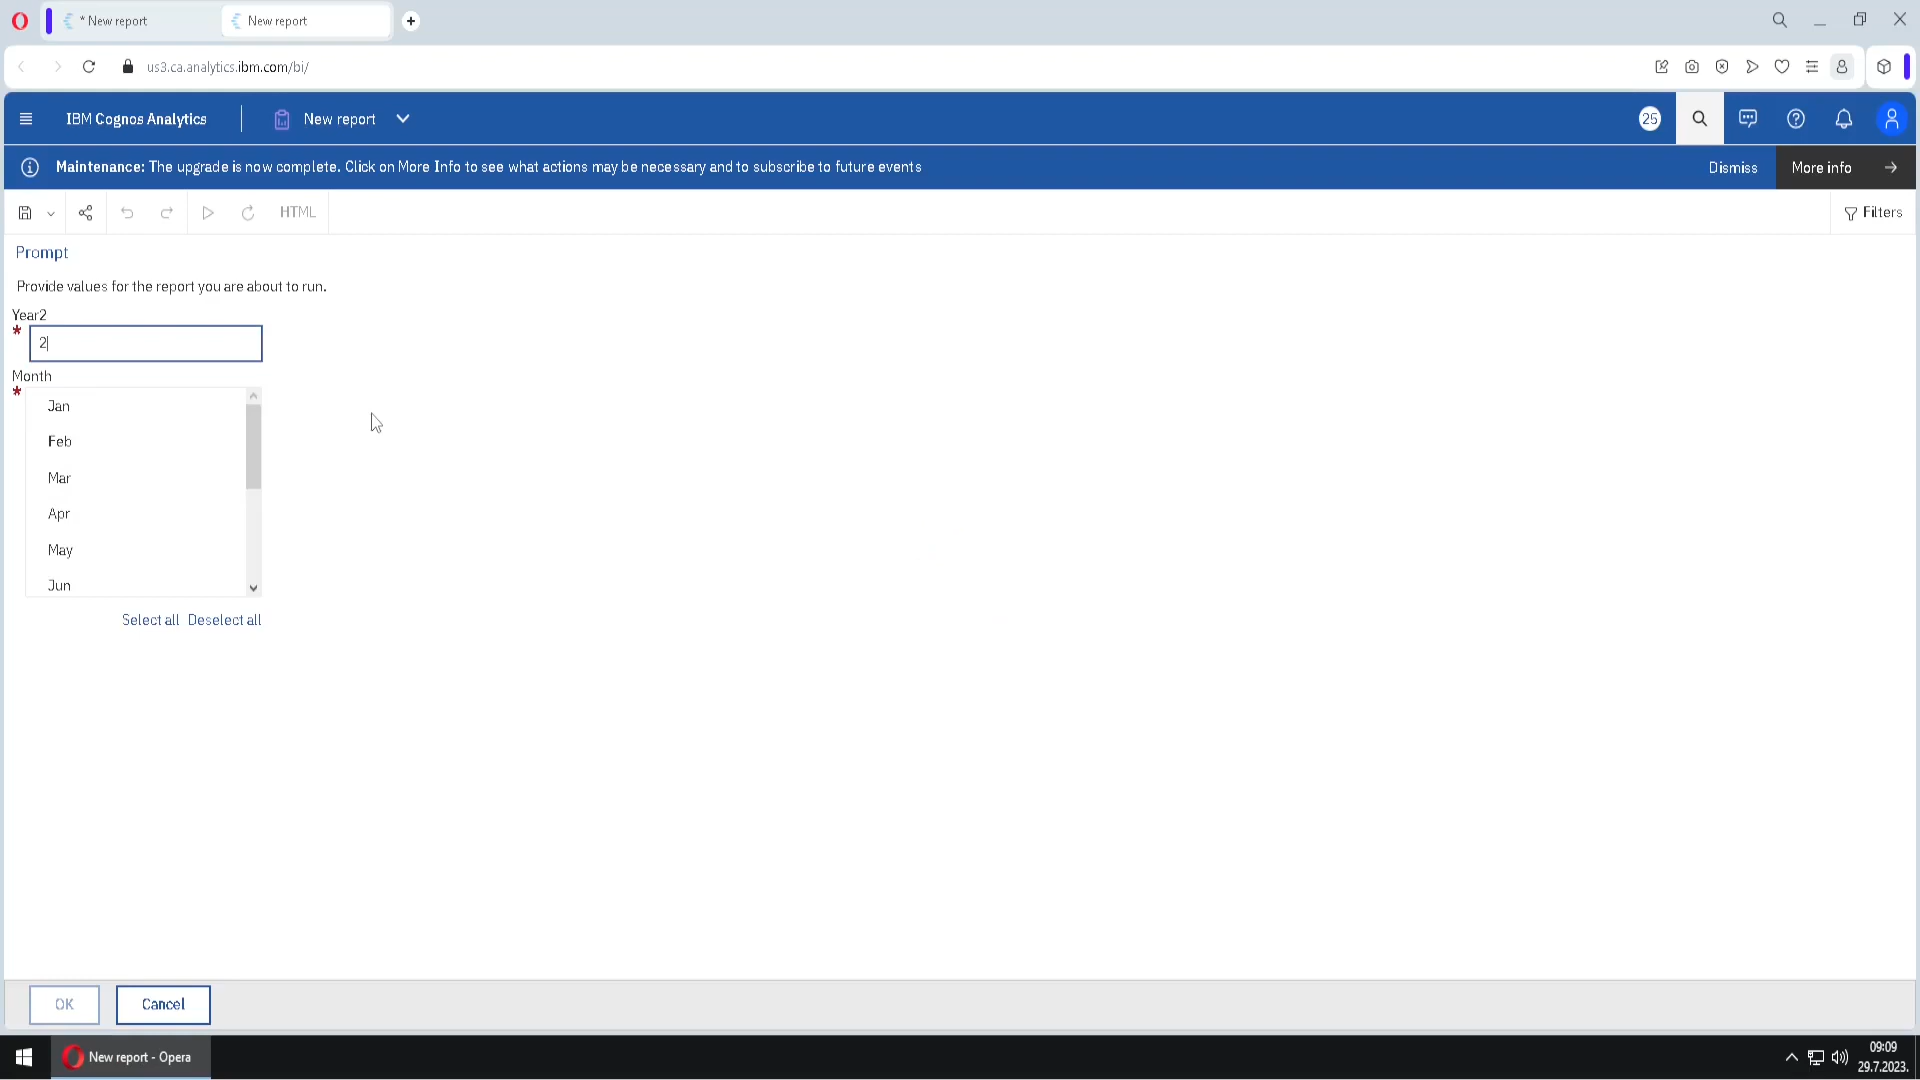 * New report
New report
us3.ca.analytics.ibm.com/bi/
IBM Cognos Analytics
New report
25
Maintenance: The upgrade is now complete. Click on More Info to see what actions may be necessary and to subscribe to future events
Dismiss
More info
HTML
Filters
Prompt
Provide values for the report you are about to run.
Year2
*
2
Month
*
Jan
Feb
Mar
Apr
May
Jun
Select all Deselect all
OK
Cancel
New report - Opera
09:09
29.7.2023.